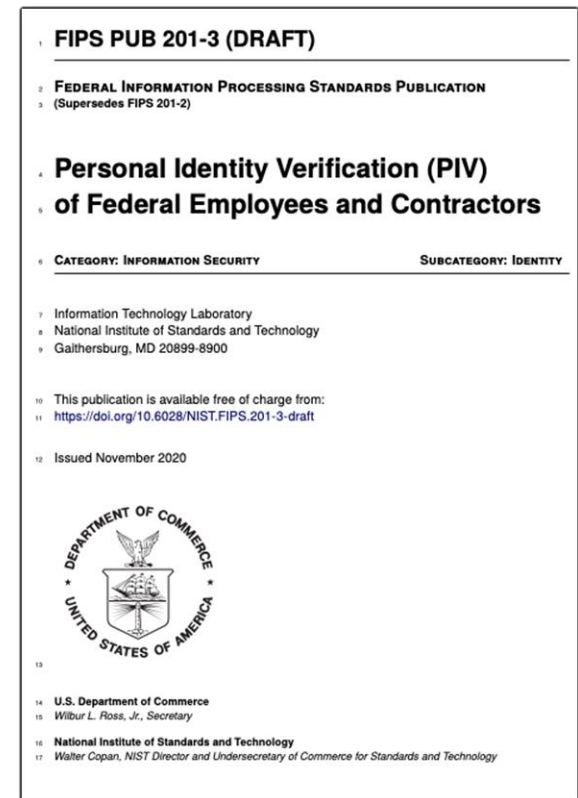 1 FIPS PUB 201-3 (DRAFT)
2 FEDERAL INFORMATION PROCESSING STANDARDS PUBLICATION
3 (Supersedes FIPS 201-2)
4 Personal Identity Verification (PIV)
5 of Federal Employees and Contractors
6 CATEGORY: INFORMATION SECURITY SUBCATEGORY: IDENTITY
7 Information Technology Laboratory
8 National Institute of Standards and Technology
9 Gaithersburg, MD 20899-8900
10 This publication is available free of charge from:
11 https://doi.org/10.6028/NIST.FIPS.201-3-draft
12 Issued November 2020
DEPARTMENT OF COMMERCE
UNITED STATES OF AMERICA
13
14 U.S. Department of Commerce
15 Wilbur L. Ross, Jr., Secretary
16 National Institute of Standards and Technology
17 Walter Copan, NIST Director and Undersecretary of Commerce for Standards and Technology